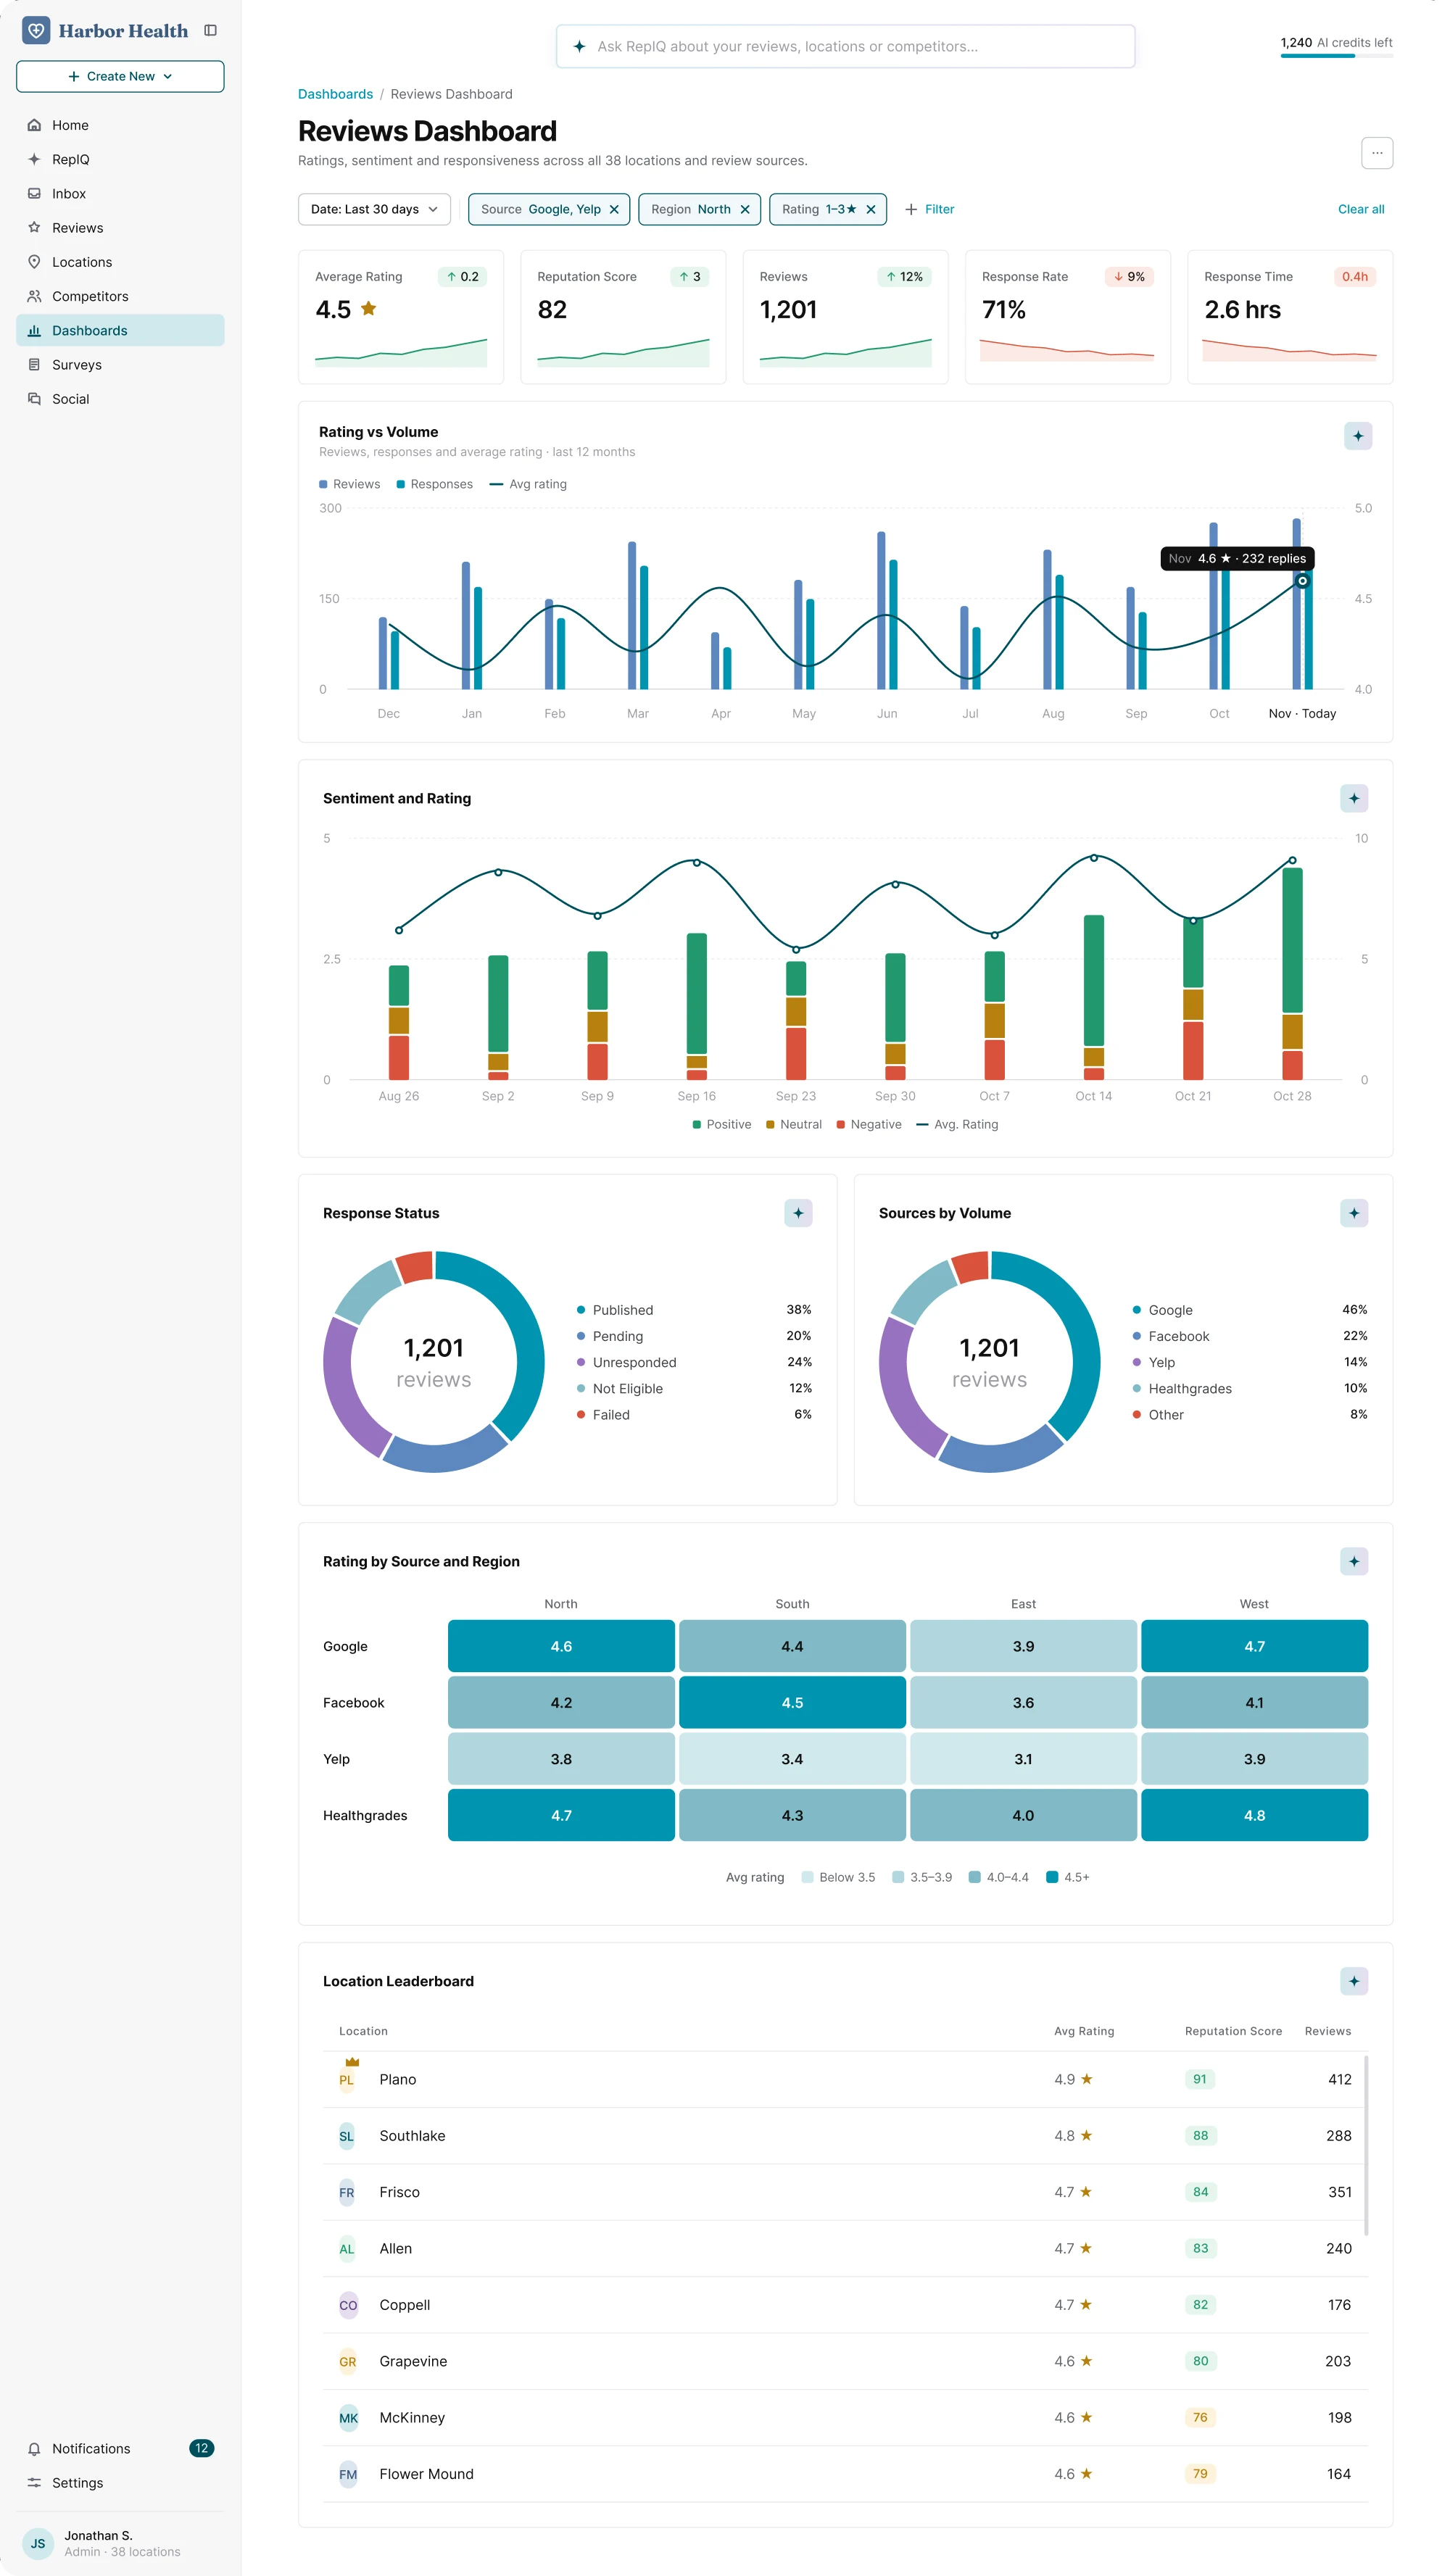 Harbor Health
Create New
Home
RepIQ
Inbox
Reviews
Locations
Competitors
Dashboards
Surveys
Social
Notifications 12
Settings
JS
Jonathan S.
Admin · 38 locations
Ask RepIQ about your reviews, locations or competitors...
1,240 AI credits left
Dashboards / Reviews Dashboard
Reviews Dashboard
Ratings, sentiment and responsiveness across all 38 locations and review sources.
Date: Last 30 days
Source Google, Yelp
Region North
Rating 1–3★
Filter
Clear all
Average Rating ↑ 0.2
4.5 ★
Reputation Score ↑ 3
82
Reviews ↑ 12%
1,201
Response Rate ↓ 9%
71%
Response Time 0.4h
2.6 hrs
Rating vs Volume
Reviews, responses and average rating · last 12 months
Reviews Responses Avg rating
300 5.0
Nov 4.6 ★ · 232 replies
150 4.5
0 4.0
Dec Jan Feb Mar Apr May Jun Jul Aug Sep Oct Nov · Today
Sentiment and Rating
5 10
2.5 5
0 0
Aug 26 Sep 2 Sep 9 Sep 16 Sep 23 Sep 30 Oct 7 Oct 14 Oct 21 Oct 28
Positive Neutral Negative Avg. Rating
Response Status
1,201
reviews
Published 38%
Pending 20%
Unresponded 24%
Not Eligible 12%
Failed 6%
Sources by Volume
1,201
reviews
Google 46%
Facebook 22%
Yelp 14%
Healthgrades 10%
Other 8%
Rating by Source and Region
North South East West
Google 4.6 4.4 3.9 4.7
Facebook 4.2 4.5 3.6 4.1
Yelp 3.8 3.4 3.1 3.9
Healthgrades 4.7 4.3 4.0 4.8
Avg rating Below 3.5 3.5–3.9 4.0–4.4 4.5+
Location Leaderboard
Location Avg Rating Reputation Score Reviews
PL Plano 4.9 ★ 91 412
SL Southlake 4.8 ★ 88 288
FR Frisco 4.7 ★ 84 351
AL Allen 4.7 ★ 83 240
CO Coppell 4.7 ★ 82 176
GR Grapevine 4.6 ★ 80 203
MK McKinney 4.6 ★ 76 198
FM Flower Mound 4.6 ★ 79 164